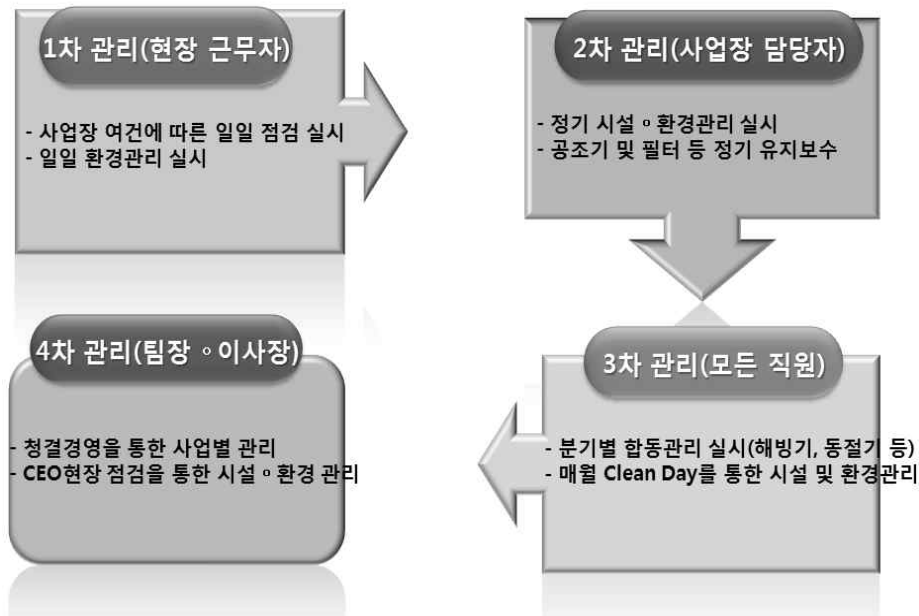 1차 관리(현장 근무자)
- 사업장 여건에 따른 일일 점검 실시
- 일일 환경관리 실시
2차 관리(사업장 담당자)
- 정기 시설 ∘ 환경관리 실시
- 공조기 및 필터 등 정기 유지보수
3차 관리(모든 직원)
- 분기별 합동관리 실시(해빙기, 동절기 등)
- 매월 Clean Day를 통한 시설 및 환경관리
4차 관리(팀장 ∘ 이사장)
- 청결경영을 통한 사업별 관리
- CEO현장 점검을 통한 시설 ∘ 환경 관리